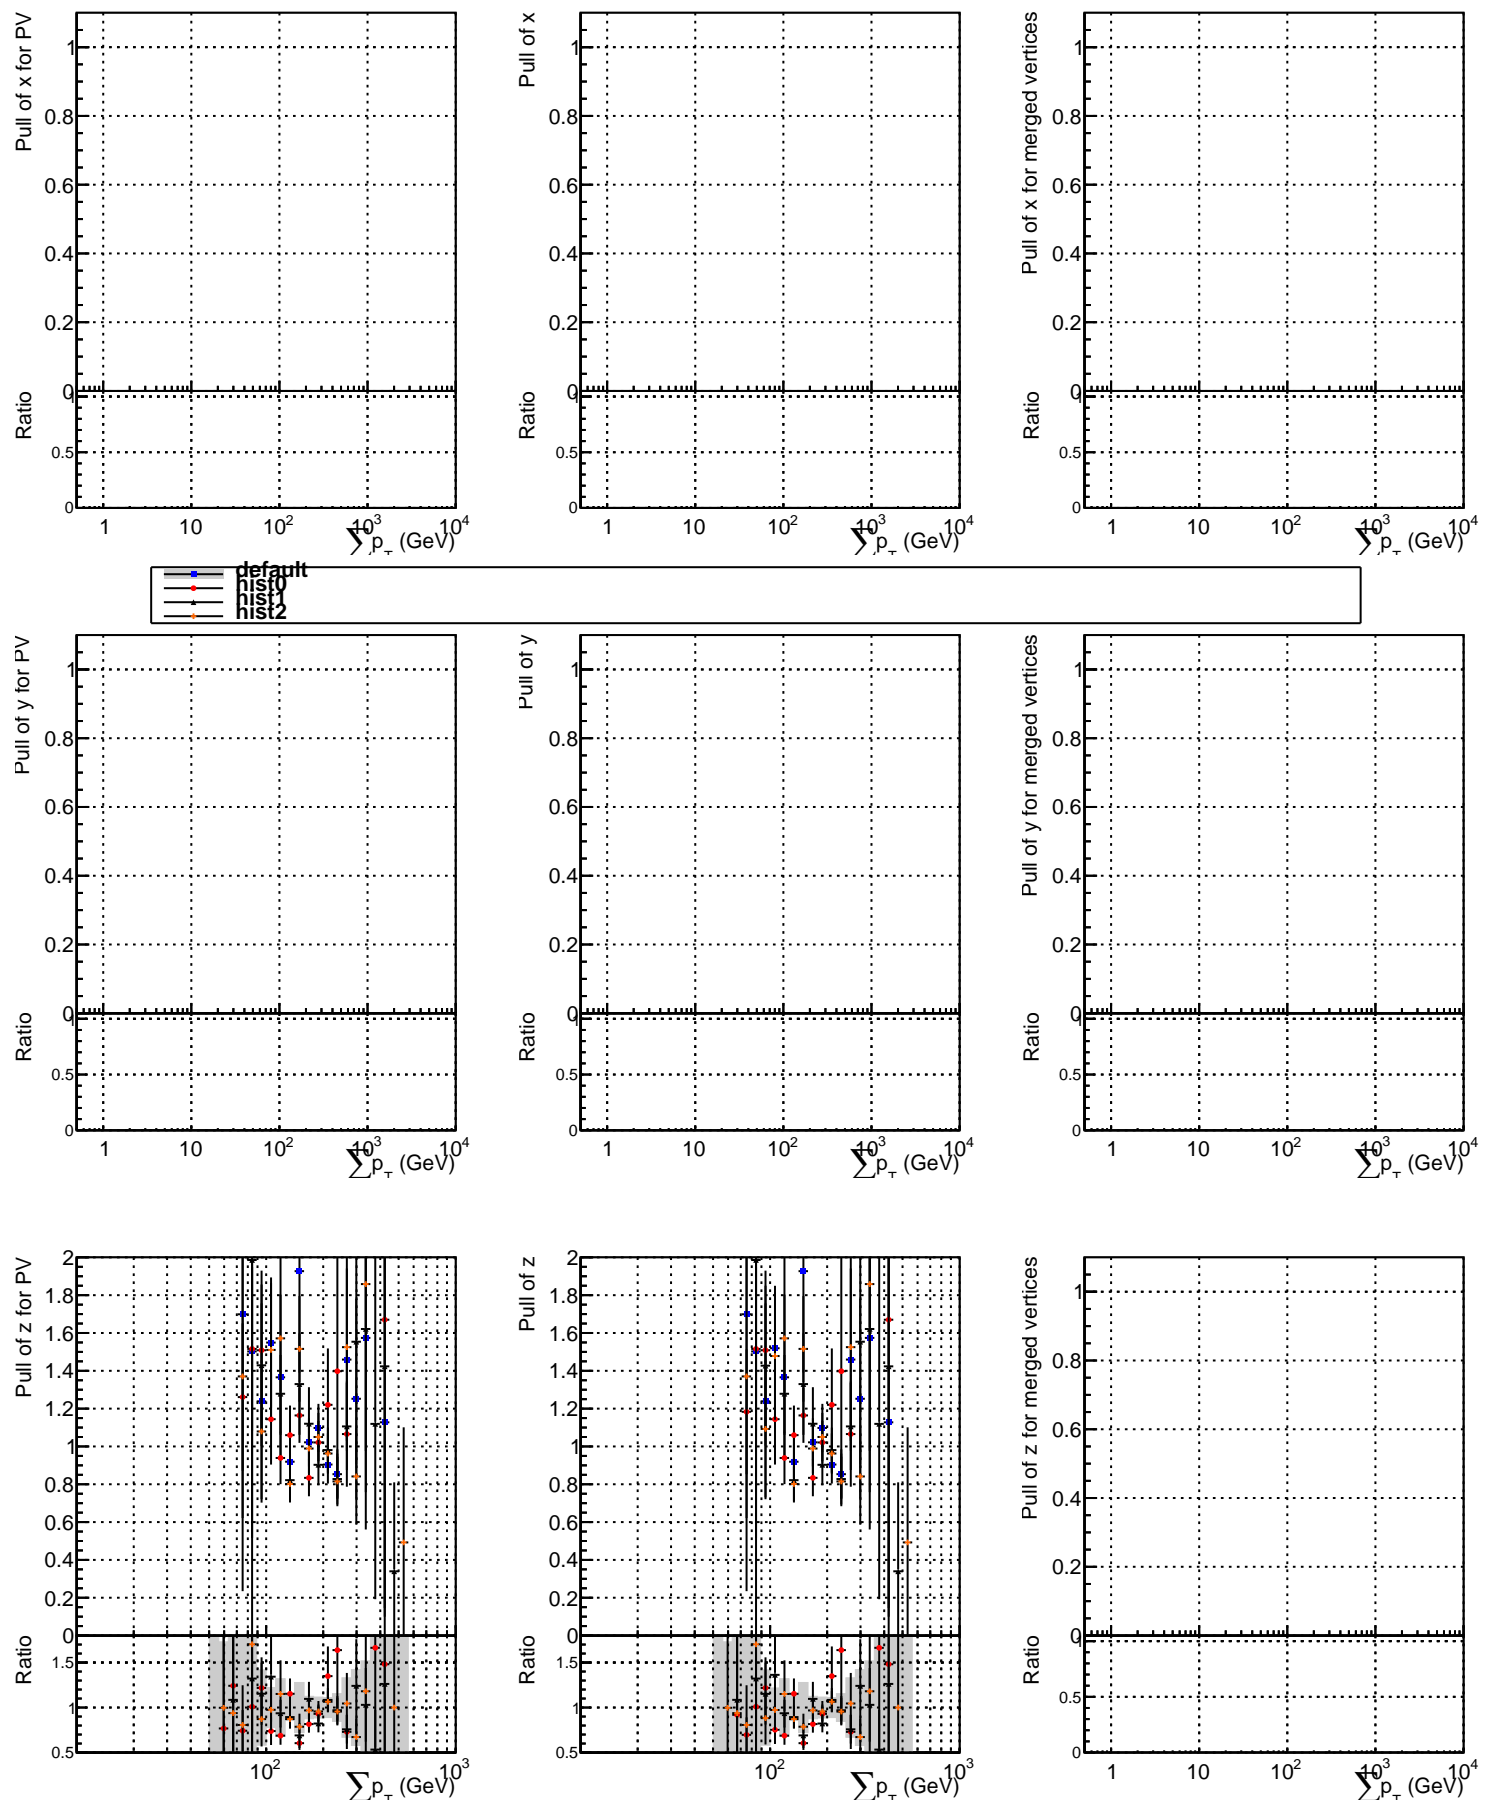 Pull of x for PV
1
0.8
0.6
0.4
0.2
0
Ratio
1
0.5
0
1 10 10² 10³ 10⁴
∑p_T (GeV)
Pull of x
1
0.8
0.6
0.4
0.2
0
Ratio
1
0.5
0
1 10 10² 10³ 10⁴
∑p_T (GeV)
Pull of x for merged vertices
1
0.8
0.6
0.4
0.2
0
Ratio
1
0.5
0
1 10 10² 10³ 10⁴
∑p_T (GeV)
default
hist0
hist1
hist2
Pull of y for PV
1
0.8
0.6
0.4
0.2
0
Ratio
1
0.5
0
1 10 10² 10³ 10⁴
∑p_T (GeV)
Pull of y
1
0.8
0.6
0.4
0.2
0
Ratio
1
0.5
0
1 10 10² 10³ 10⁴
∑p_T (GeV)
Pull of y for merged vertices
1
0.8
0.6
0.4
0.2
0
Ratio
1
0.5
0
1 10 10² 10³ 10⁴
∑p_T (GeV)
Pull of z for PV
2
1.8
1.6
1.4
1.2
1
0.8
0.6
0.4
0.2
0
Ratio
1.5
1
0.5
10² 10³
∑p_T (GeV)
Pull of z
2
1.8
1.6
1.4
1.2
1
0.8
0.6
0.4
0.2
0
Ratio
1.5
1
0.5
10² 10³
∑p_T (GeV)
Pull of z for merged vertices
1
0.8
0.6
0.4
0.2
0
Ratio
1
0.5
0
1 10 10² 10³ 10⁴
∑p_T (GeV)